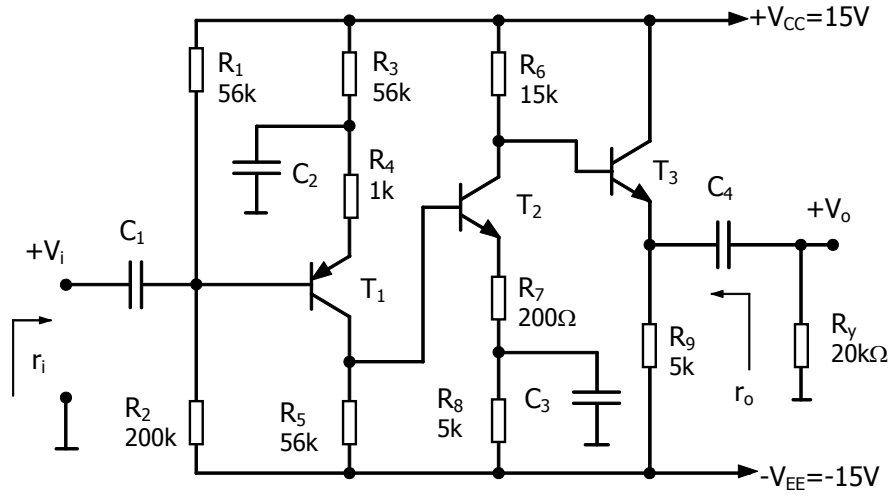 +V_CC=15V
R₁
56k
R₃
56k
R₆
15k
C₂
R₄
1k
T₃
C₄
T₂
+Vₒ
+Vᵢ
C₁
T₁
R₇
200Ω
R₉
5k
R_y
20kΩ
rᵢ
rₒ
R₂
200k
R₅
56k
R₈
5k
C₃
-V_EE=-15V